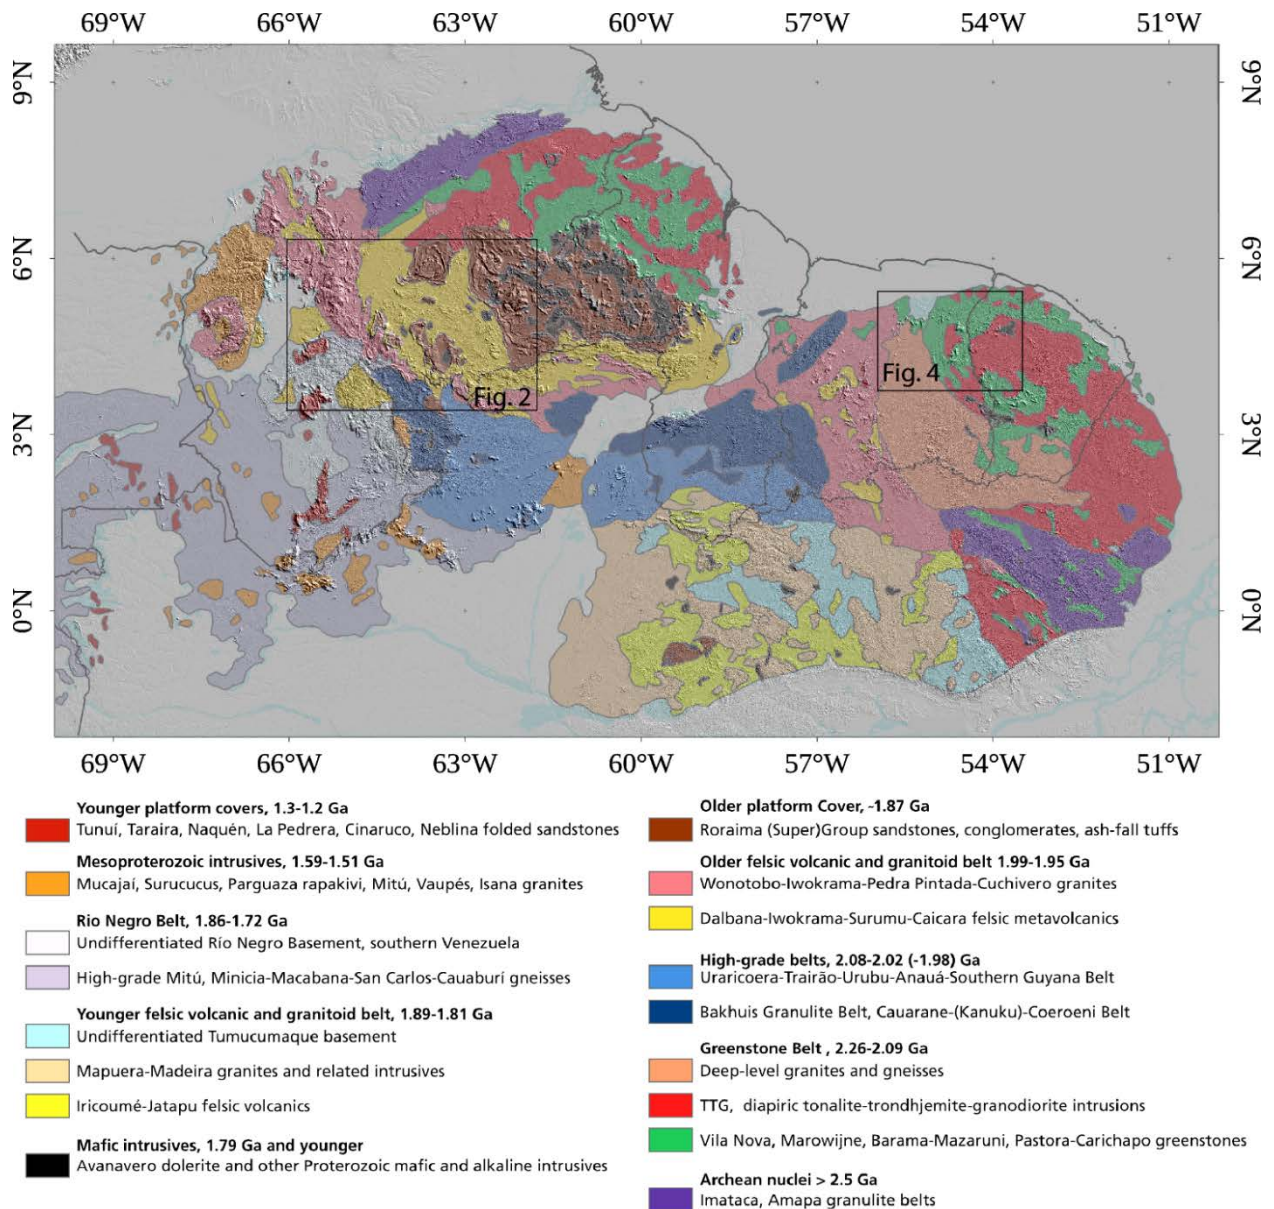 69°W 66°W 63°W 60°W 57°W 54°W 51°W
9°N 9°N
6°N 6°N
3°N 3°N
0°N 0°N
Fig. 2
Fig. 4
69°W 66°W 63°W 60°W 57°W 54°W 51°W
Younger platform covers, 1.3-1.2 Ga
Tunuí, Taraira, Naquén, La Pedrera, Cinaruco, Neblina folded sandstones
Mesoproterozoic intrusives, 1.59-1.51 Ga
Mucajaí, Surucucus, Parguaza rapakivi, Mitú, Vaupés, Isana granites
Rio Negro Belt, 1.86-1.72 Ga
Undifferentiated Río Negro Basement, southern Venezuela
High-grade Mitú, Minicia-Macabana-San Carlos-Cauaburí gneisses
Younger felsic volcanic and granitoid belt, 1.89-1.81 Ga
Undifferentiated Tumucumaque basement
Mapuera-Madeira granites and related intrusives
Iricoumé-Jatapu felsic volcanics
Mafic intrusives, 1.79 Ga and younger
Avanavero dolerite and other Proterozoic mafic and alkaline intrusives
Older platform Cover, ~1.87 Ga
Roraima (Super)Group sandstones, conglomerates, ash-fall tuffs
Older felsic volcanic and granitoid belt 1.99-1.95 Ga
Wonotobo-Iwokrama-Pedra Pintada-Cuchivero granites
Dalbana-Iwokrama-Surumu-Caicara felsic metavolcanics
High-grade belts, 2.08-2.02 (-1.98) Ga
Uraricoera-Trairão-Urubu-Anauá-Southern Guyana Belt
Bakhuis Granulite Belt, Cauarane-(Kanuku)-Coeroeni Belt
Greenstone Belt , 2.26-2.09 Ga
Deep-level granites and gneisses
TTG, diapiric tonalite-trondhjemite-granodiorite intrusions
Vila Nova, Marowijne, Barama-Mazaruni, Pastora-Carichapo greenstones
Archean nuclei > 2.5 Ga
Imataca, Amapa granulite belts